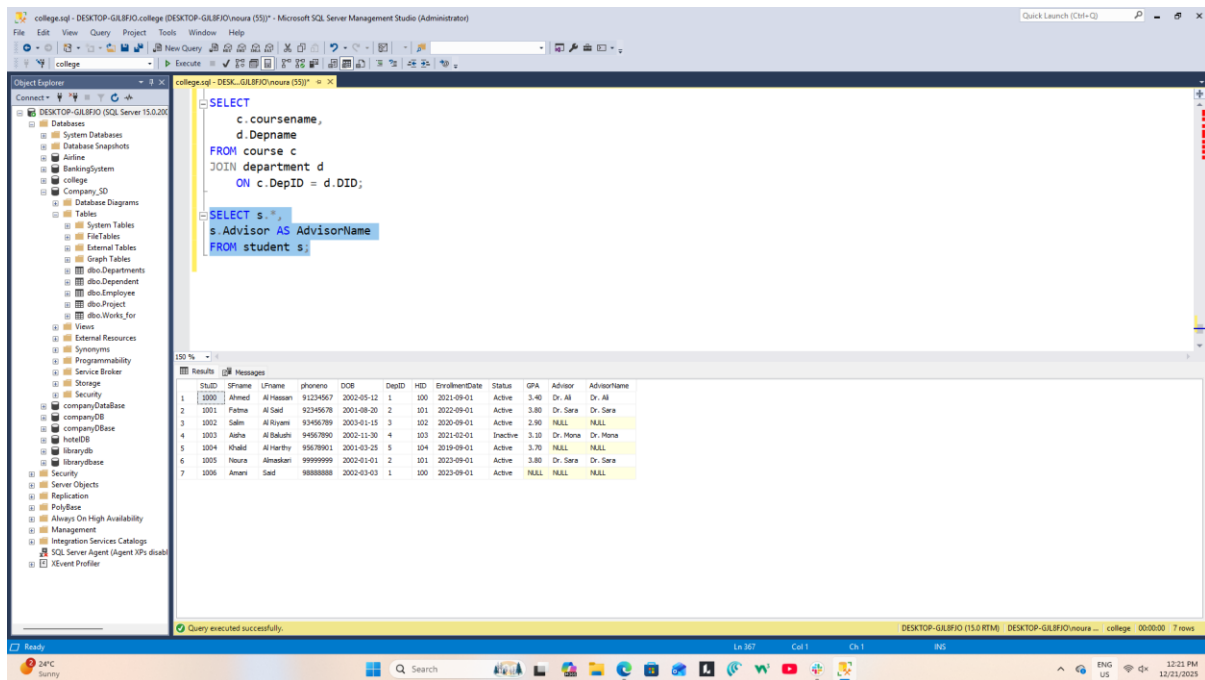 college.sql - DESKTOP-GJL8FJO.college (DESKTOP-GJL8FJO\noura (55))* - Microsoft SQL Server Management Studio (Administrator)
Quick Launch (Ctrl+Q)
File Edit View Query Project Tools Window Help
New Query
college
Execute
Object Explorer
college.sql - DESK...GJL8FJO\noura (55))*
Connect
DESKTOP-GJL8FJO (SQL Server 15.0.200
Databases
System Databases
Database Snapshots
Airline
BankingSystem
college
Company_SD
Database Diagrams
Tables
System Tables
FileTables
External Tables
Graph Tables
dbo.Departments
dbo.Dependent
dbo.Employee
dbo.Project
dbo.Works_for
Views
External Resources
Synonyms
Programmability
Service Broker
Storage
Security
companyDataBase
companyDB
companyDBase
hotelDB
librarydb
librarydbase
Security
Server Objects
Replication
PolyBase
Always On High Availability
Management
Integration Services Catalogs
SQL Server Agent (Agent XPs disabl
XEvent Profiler
SELECT
c.coursename,
d.Depname
FROM course c
JOIN department d
ON c.DepID = d.DID;
SELECT s.*,
s.Advisor AS AdvisorName
FROM student s;
150 %
Results Messages
StuID SFname LFname phoneno DOB DepID HID EnrollmentDate Status GPA Advisor AdvisorName
1 1000 Ahmed Al Hassan 91234567 2002-05-12 1 100 2021-09-01 Active 3.40 Dr. Ali Dr. Ali
2 1001 Fatma Al Said 92345678 2001-08-20 2 101 2022-09-01 Active 3.80 Dr. Sara Dr. Sara
3 1002 Salim Al Riyami 93456789 2003-01-15 3 102 2020-09-01 Active 2.90 NULL NULL
4 1003 Aisha Al Balushi 94567890 2002-11-30 4 103 2021-02-01 Inactive 3.10 Dr. Mona Dr. Mona
5 1004 Khalid Al Harthy 95678901 2001-03-25 5 104 2019-09-01 Active 3.70 NULL NULL
6 1005 Noura Almaskari 99999999 2002-01-01 2 101 2023-09-01 Active 3.80 Dr. Sara Dr. Sara
7 1006 Amani Said 98888888 2002-03-03 1 100 2023-09-01 Active NULL NULL NULL
Query executed successfully.
DESKTOP-GJL8FJO (15.0 RTM) DESKTOP-GJL8FJO\noura ... college 00:00:00 7 rows
Ready
Ln 367 Col 1 Ch 1 INS
2
24°C
Sunny
Search
ENG
US
12:21 PM
12/21/2025